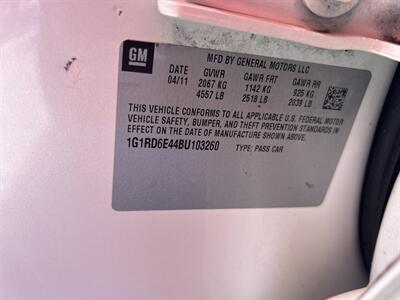 GM
MFD BY GENERAL MOTORS LLC
DATE GVWR GAWR FRT GAWR RR
04/11 2067 KG 1142 KG 925 KG
4557 LB 2518 LB 2039 LB
THIS VEHICLE CONFORMS TO ALL APPLICABLE U.S. FEDERAL MOTOR
VEHICLE SAFETY, BUMPER, AND THEFT PREVENTION STANDARDS IN
EFFECT ON THE DATE OF MANUFACTURE SHOWN ABOVE.
1G1RD6E44BU103260 TYPE: PASS CAR